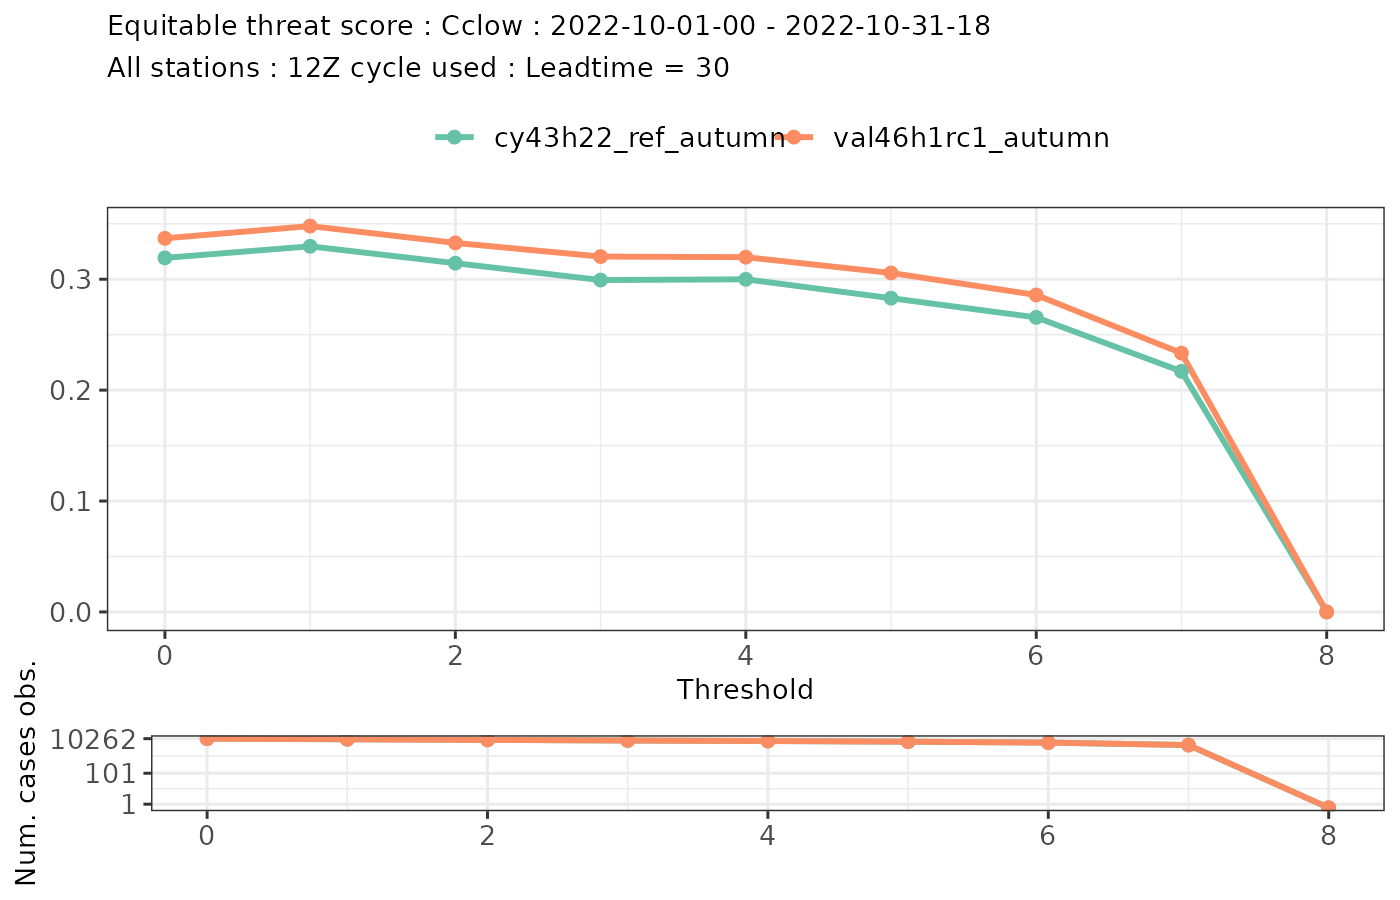 Equitable threat score : Cclow : 2022-10-01-00 - 2022-10-31-18
All stations : 12Z cycle used : Leadtime = 30
cy43h22_ref_autumn val46h1rc1_autumn
0.3
0.2
0.1
0.0
0 2 4 6 8
Threshold
Num. cases obs.
10262
101
1
0 2 4 6 8